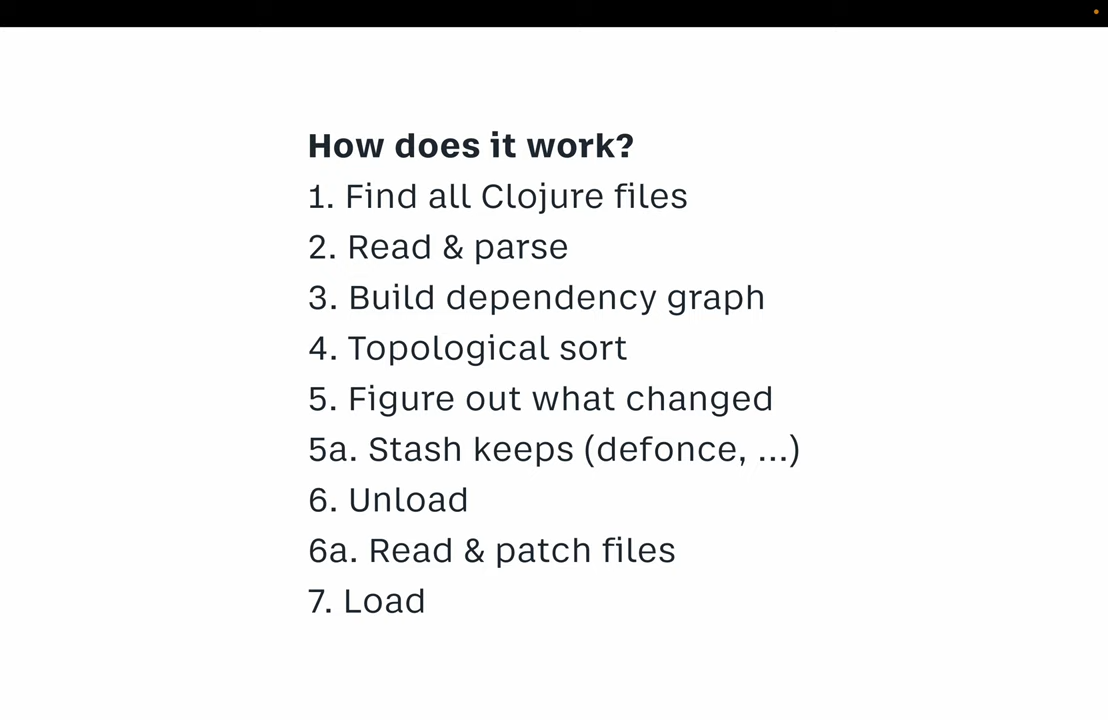 How does it work?
1. Find all Clojure files
2. Read & parse
3. Build dependency graph
4. Topological sort
5. Figure out what changed
5a. Stash keeps (defonce, ...)
6. Unload
6a. Read & patch files
7. Load